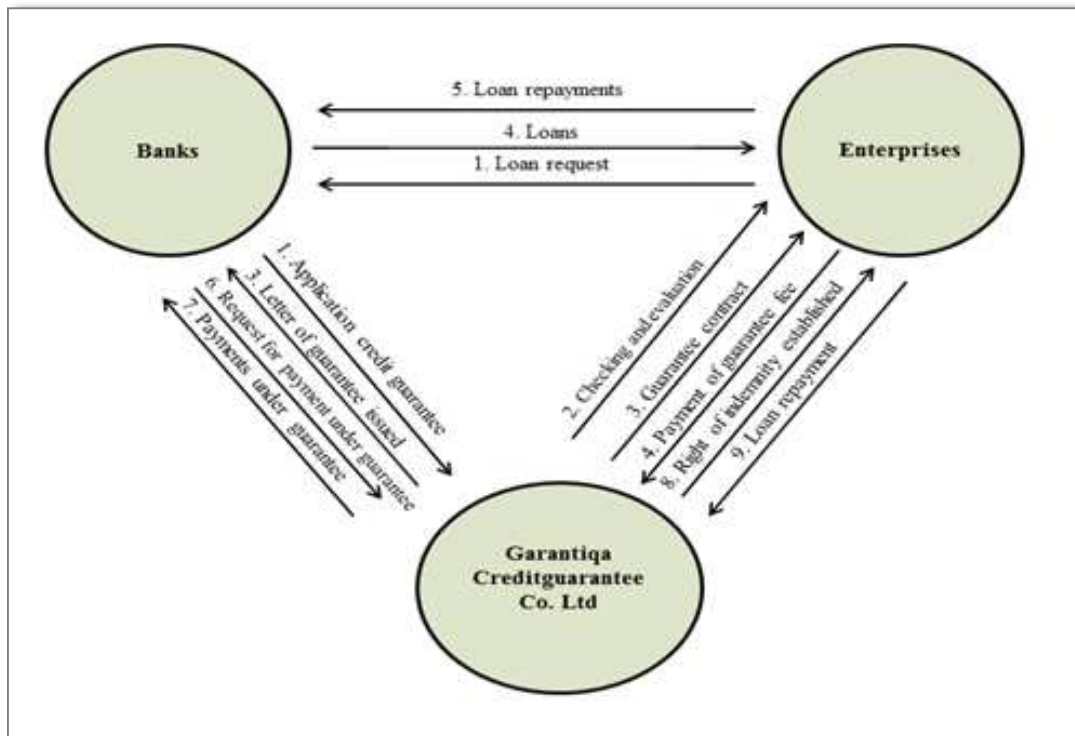 5. Loan repayments
Banks
4. Loans
Enterprises
1. Loan request
1. Application credit guarantee
3. Letter of guarantee issued
6. Request for payment under guarantee
7. Payments under guarantee
2. Checking and evaluation
3. Guarantee contract
4. Payment of guarantee fee
8. Right of indemnity established
9. Loan repayment
Garantiqa
Creditguarantee
Co. Ltd